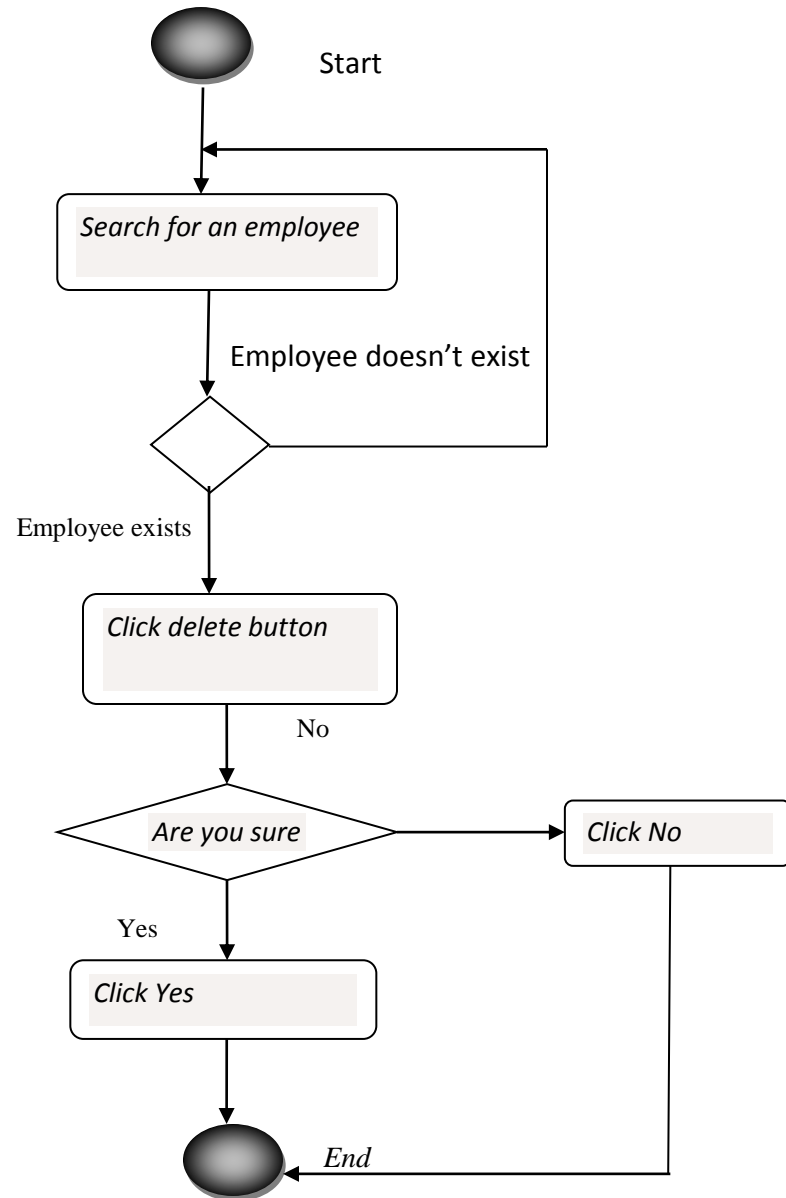 Start
Search for an employee
Employee doesn’t exist
Employee exists
Click delete button
No
Are you sure
Click No
Yes
Click Yes
End